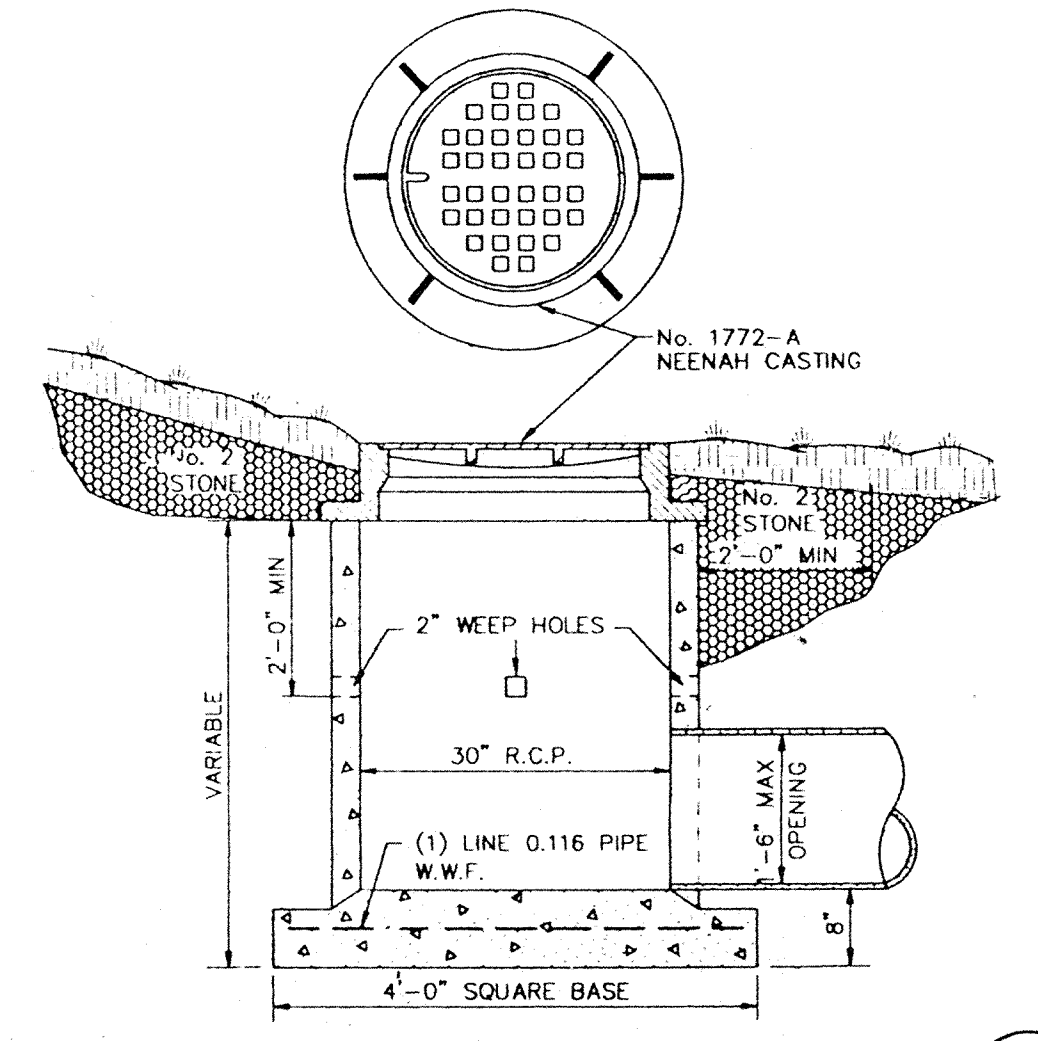 No. 1772-A
NEENAH CASTING
No. 2
STONE
No. 2
STONE
2'-0" MIN
2'-0" MIN
2" WEEP HOLES
VARIABLE
30" R.C.P.
1'-6" MAX
OPENING
(1) LINE 0.116 PIPE
W.W.F.
8"
4'-0" SQUARE BASE